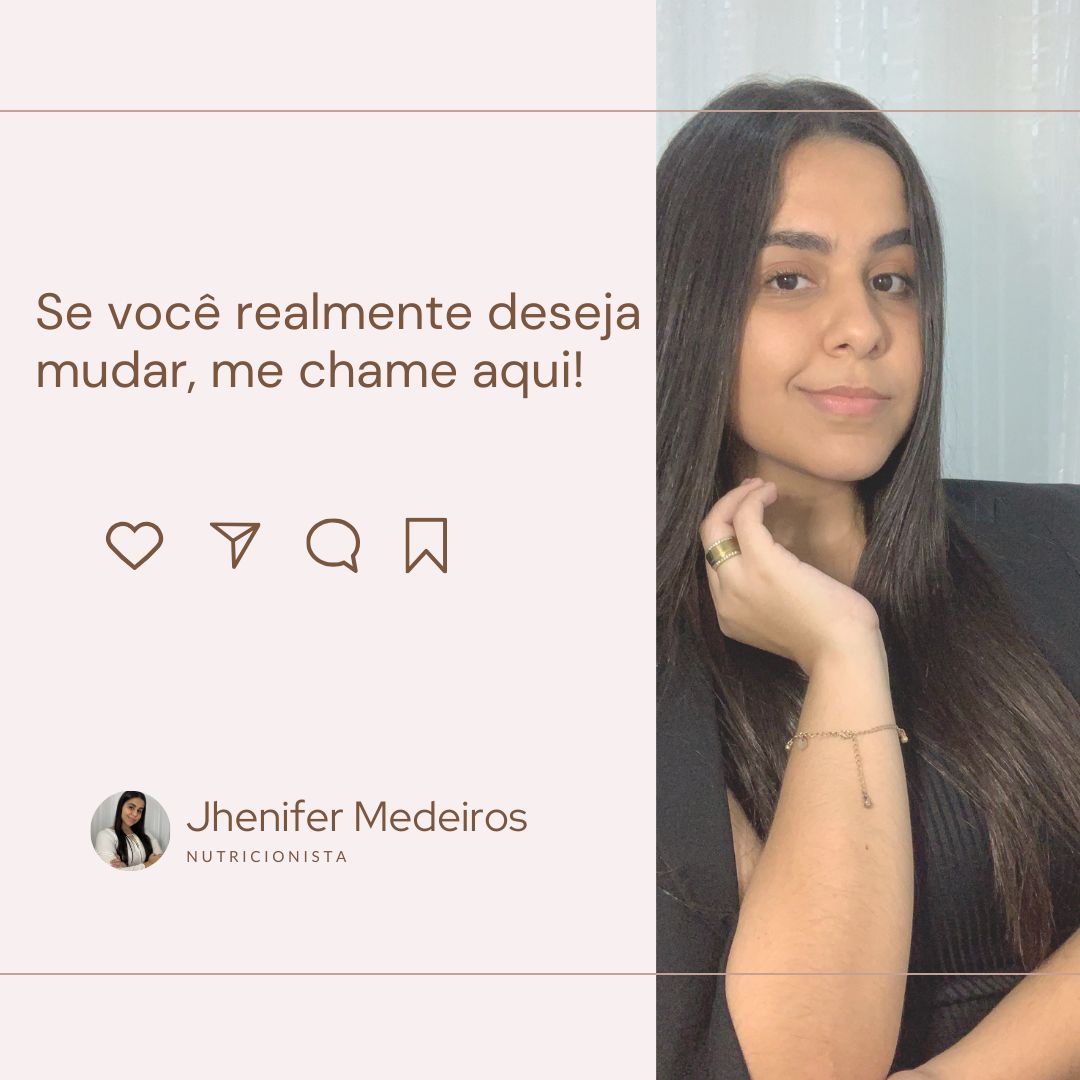 Se você realmente deseja
mudar, me chame aqui!
Jhenifer Medeiros
NUTRICIONISTA